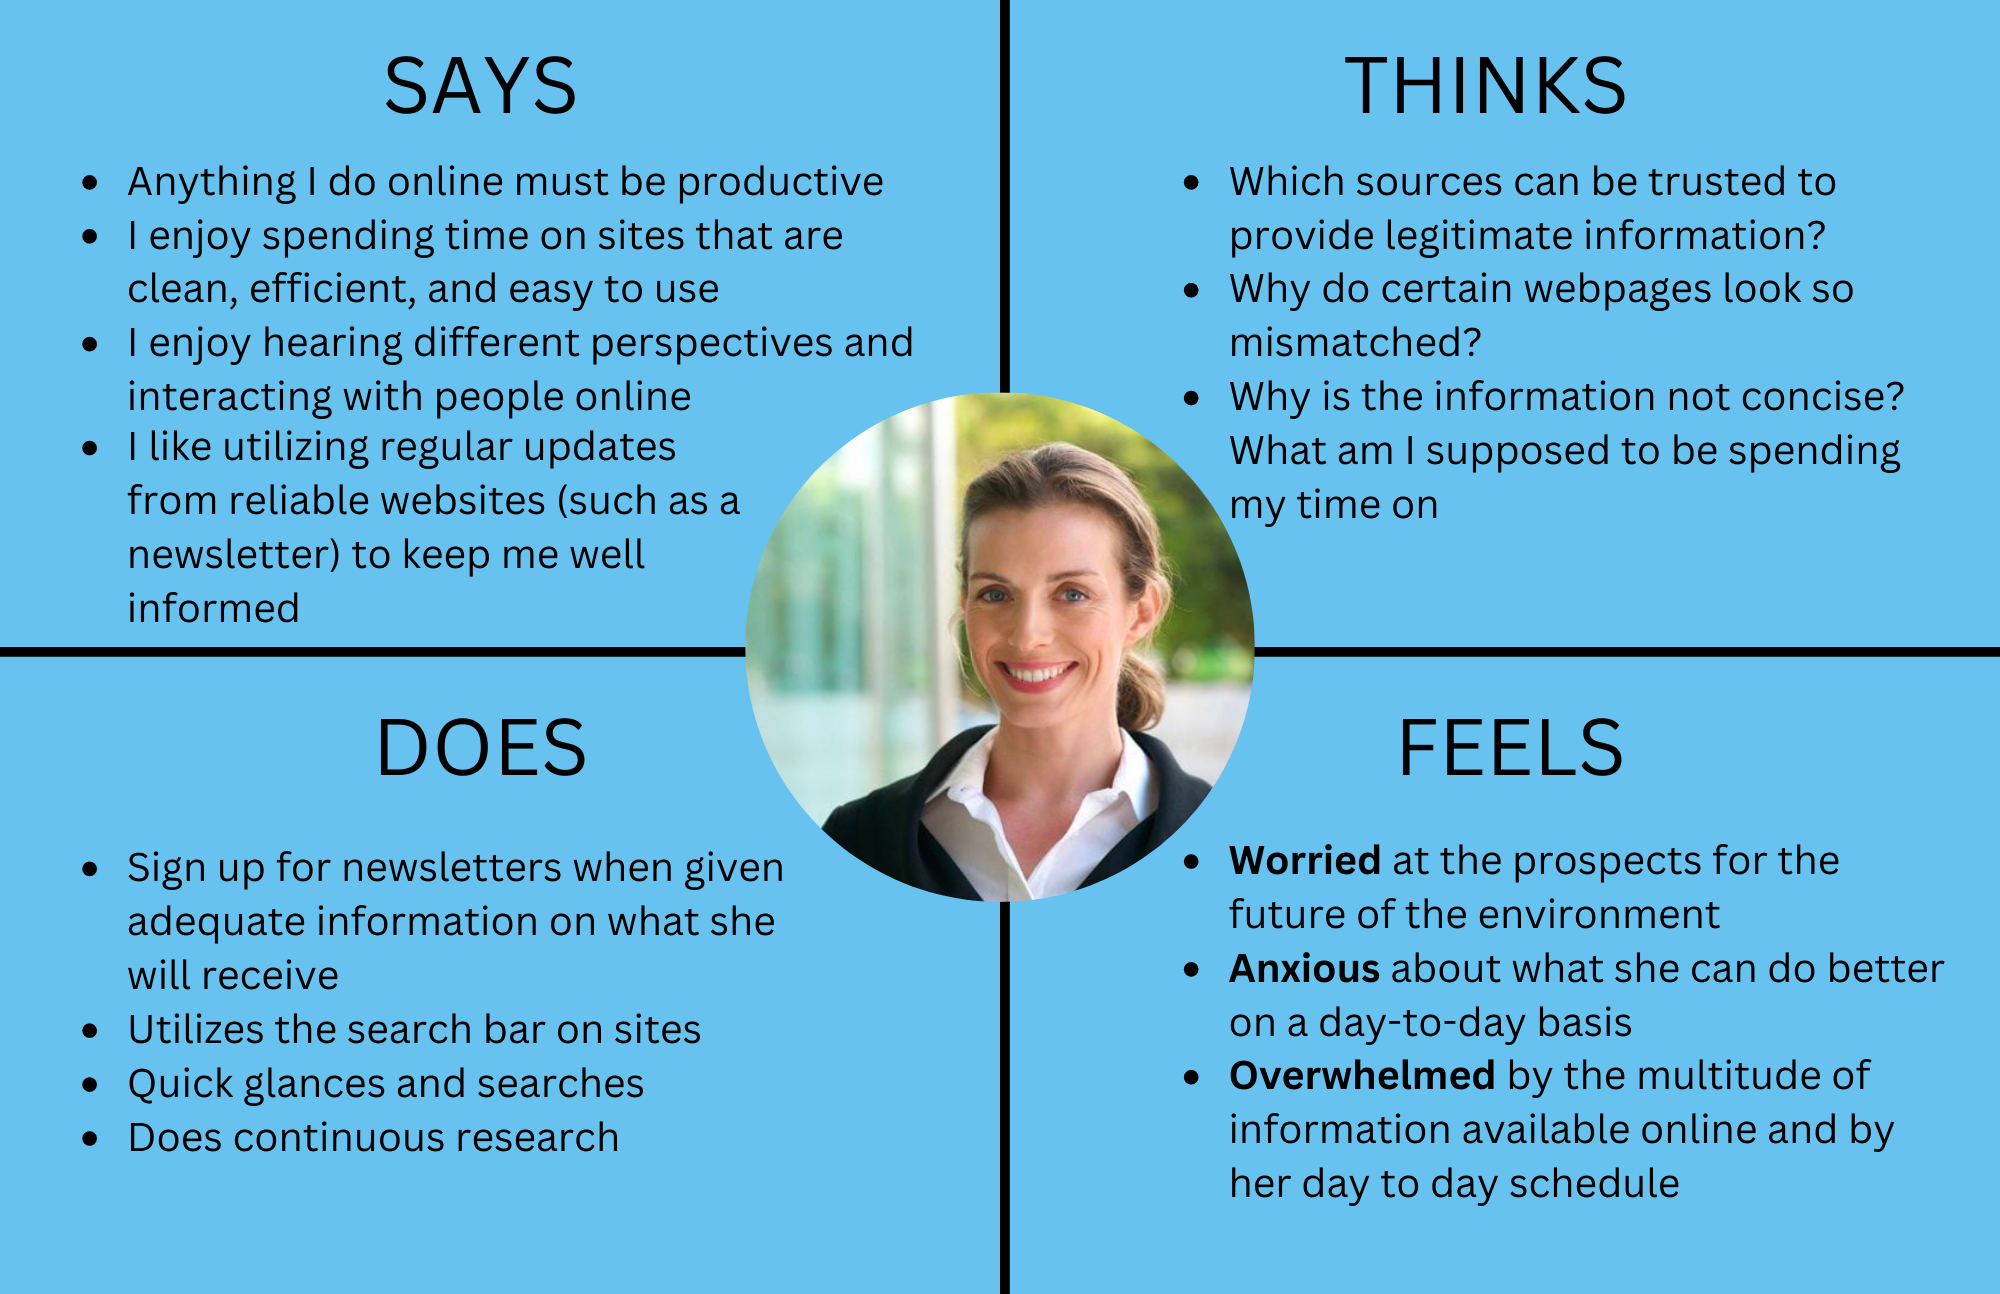 SAYS
• Anything I do online must be productive
• I enjoy spending time on sites that are
clean, efficient, and easy to use
• I enjoy hearing different perspectives and
interacting with people online
• I like utilizing regular updates
from reliable websites (such as a
newsletter) to keep me well
informed
THINKS
• Which sources can be trusted to
provide legitimate information?
• Why do certain webpages look so
mismatched?
• Why is the information not concise?
What am I supposed to be spending
my time on
DOES
• Sign up for newsletters when given
adequate information on what she
will receive
• Utilizes the search bar on sites
• Quick glances and searches
• Does continuous research
FEELS
• Worried at the prospects for the
future of the environment
• Anxious about what she can do better
on a day-to-day basis
• Overwhelmed by the multitude of
information available online and by
her day to day schedule